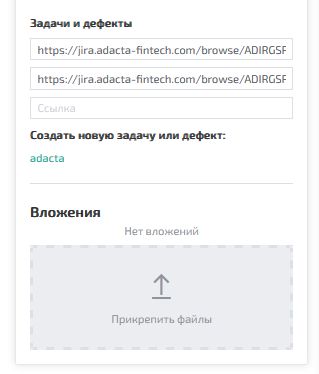 Задачи и дефекты
https://jira.adacta-fintech.com/browse/ADIRGSF
https://jira.adacta-fintech.com/browse/ADIRGSF
Ссылка
Создать новую задачу или дефект:
adacta
Вложения
Нет вложений
Прикрепить файлы